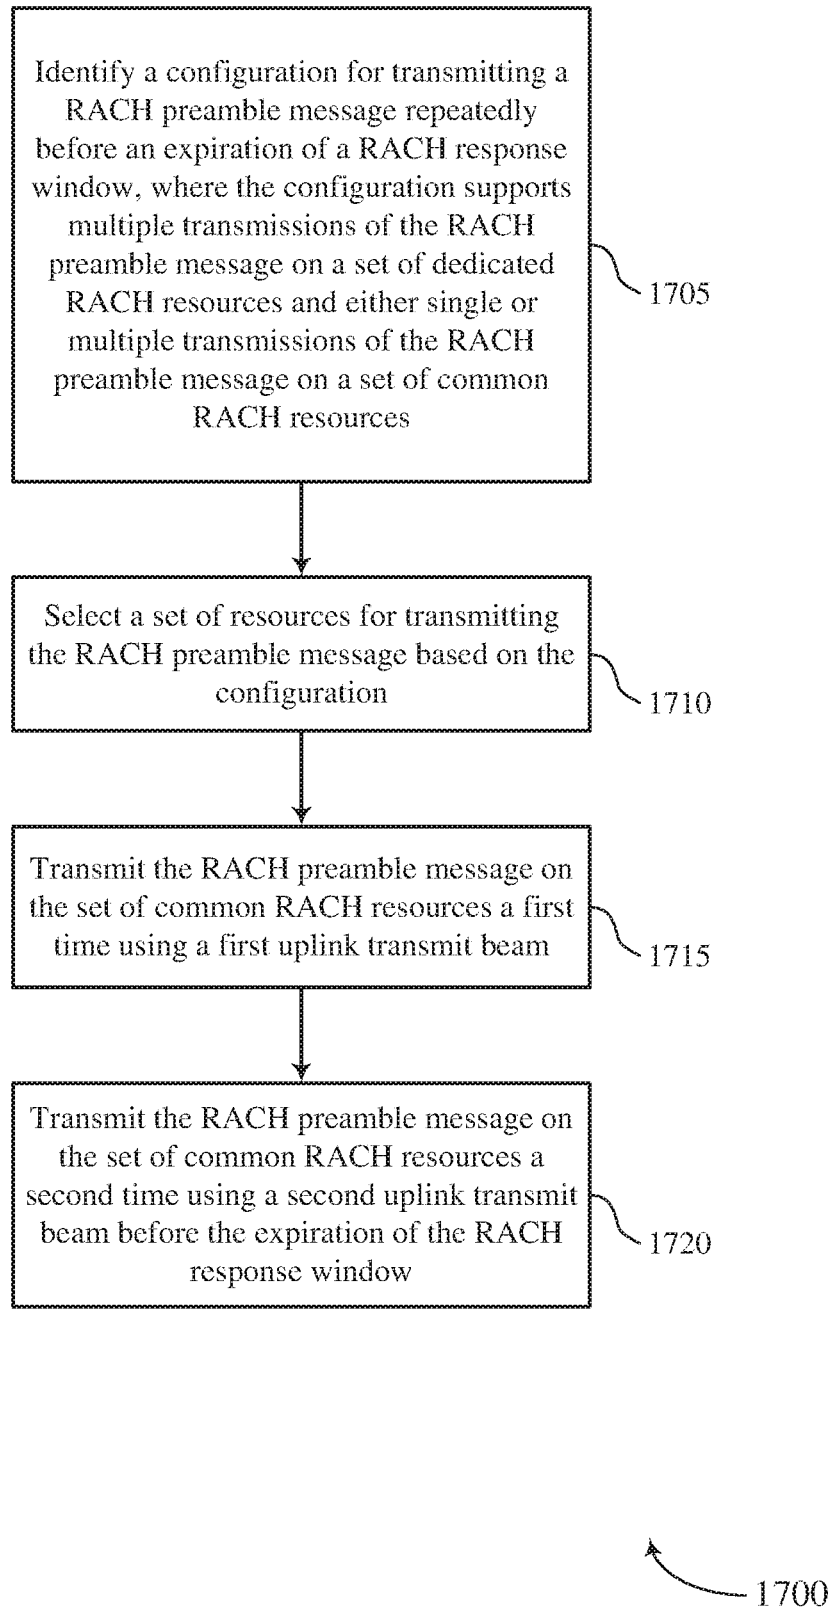 Identify a configuration for transmitting a
RACH preamble message repeatedly
before an expiration of a RACH response
window, where the configuration supports
multiple transmissions of the RACH
preamble message on a set of dedicated
RACH resources and either single or
multiple transmissions of the RACH
preamble message on a set of common
RACH resources
1705
Select a set of resources for transmitting
the RACH preamble message based on the
configuration
1710
Transmit the RACH preamble message on
the set of common RACH resources a first
time using a first uplink transmit beam
1715
Transmit the RACH preamble message on
the set of common RACH resources a
second time using a second uplink transmit
beam before the expiration of the RACH
response window
1720
1700